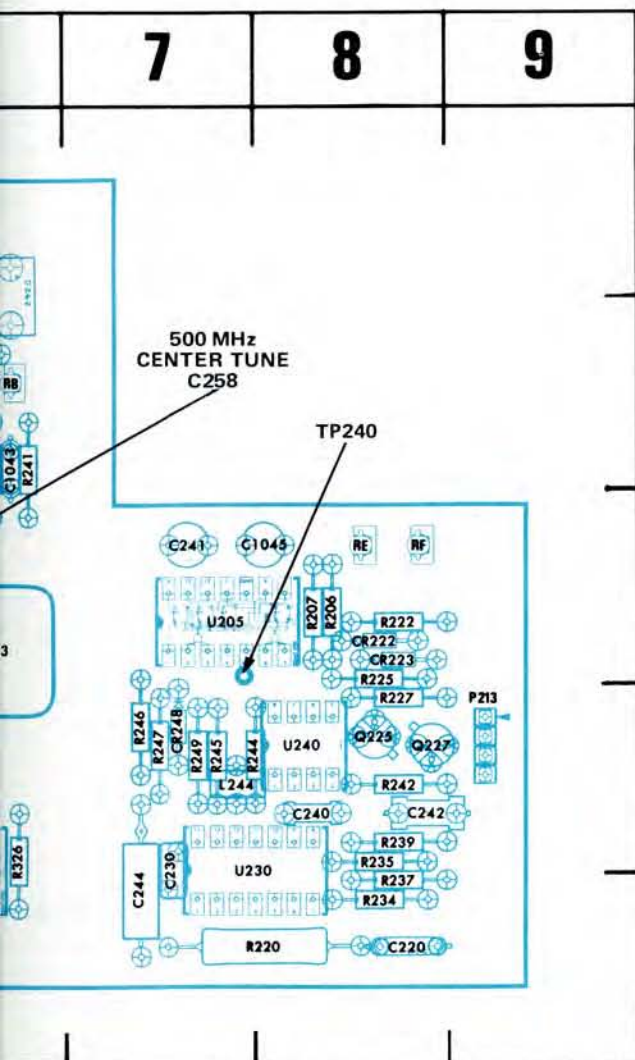 7 8 9
2420
500 MHz
CENTER TUNE
C258
RB
TP240
C1043
R241
C241 C1045 RE RF
R207
R206
U205
R222
CR222
3
CR223
R225
R227
P213
R246
R247
CR248
R249
R245
R244
U240
Q225
Q227
L244
R242
C240
C242
R239
R326
C244
C230
U230
R235
R237
R234
R220
C220